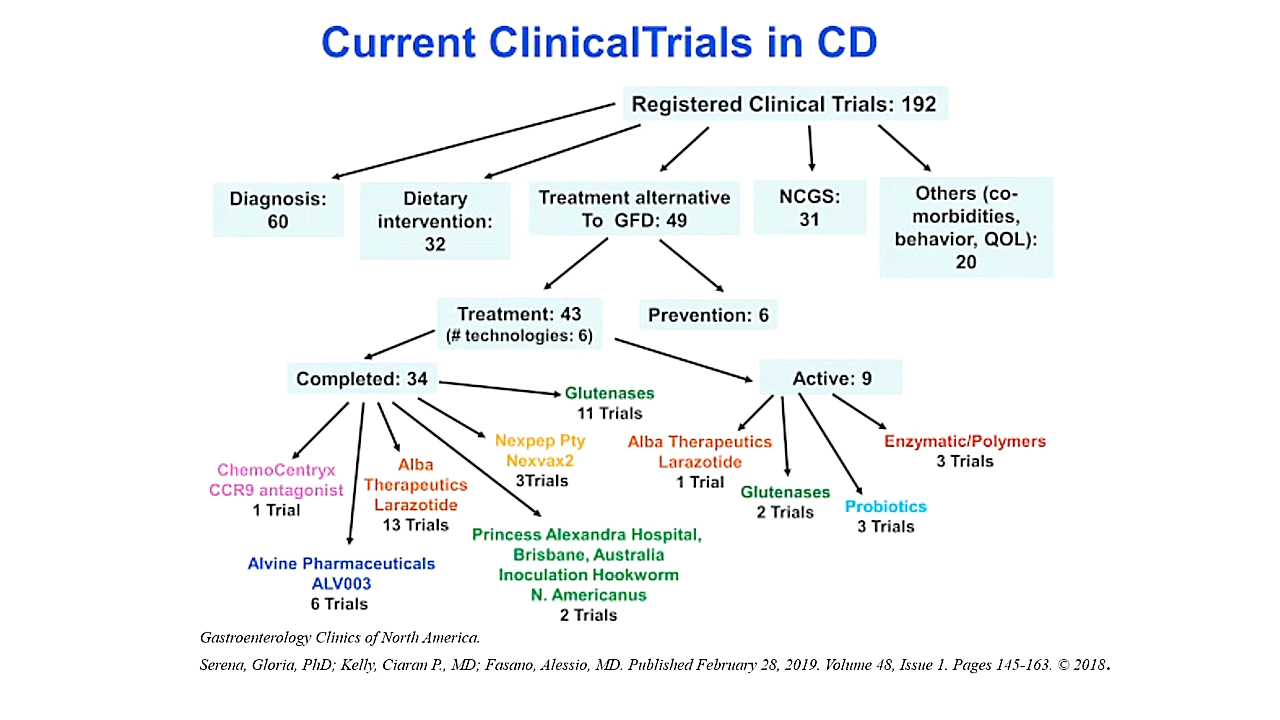 Current ClinicalTrials in CD
Registered Clinical Trials: 192
Diagnosis:
60
Dietary
intervention:
32
Treatment alternative
To GFD: 49
NCGS:
31
Others (co-
morbidities,
behavior, QOL):
20
Treatment: 43
(# technologies: 6)
Prevention: 6
Completed: 34
Active: 9
Glutenases
11 Trials
Nexpep Pty
Nexvax2
3Trials
ChemoCentryx
CCR9 antagonist
1 Trial
Alba
Therapeutics
Larazotide
13 Trials
Alvine Pharmaceuticals
ALV003
6 Trials
Princess Alexandra Hospital,
Brisbane, Australia
Inoculation Hookworm
N. Americanus
2 Trials
Alba Therapeutics
Larazotide
1 Trial
Glutenases
2 Trials
Probiotics
3 Trials
Enzymatic/Polymers
3 Trials
Gastroenterology Clinics of North America.
Serena, Gloria, PhD; Kelly, Ciaran P., MD; Fasano, Alessio, MD. Published February 28, 2019. Volume 48, Issue 1. Pages 145-163. © 2018.